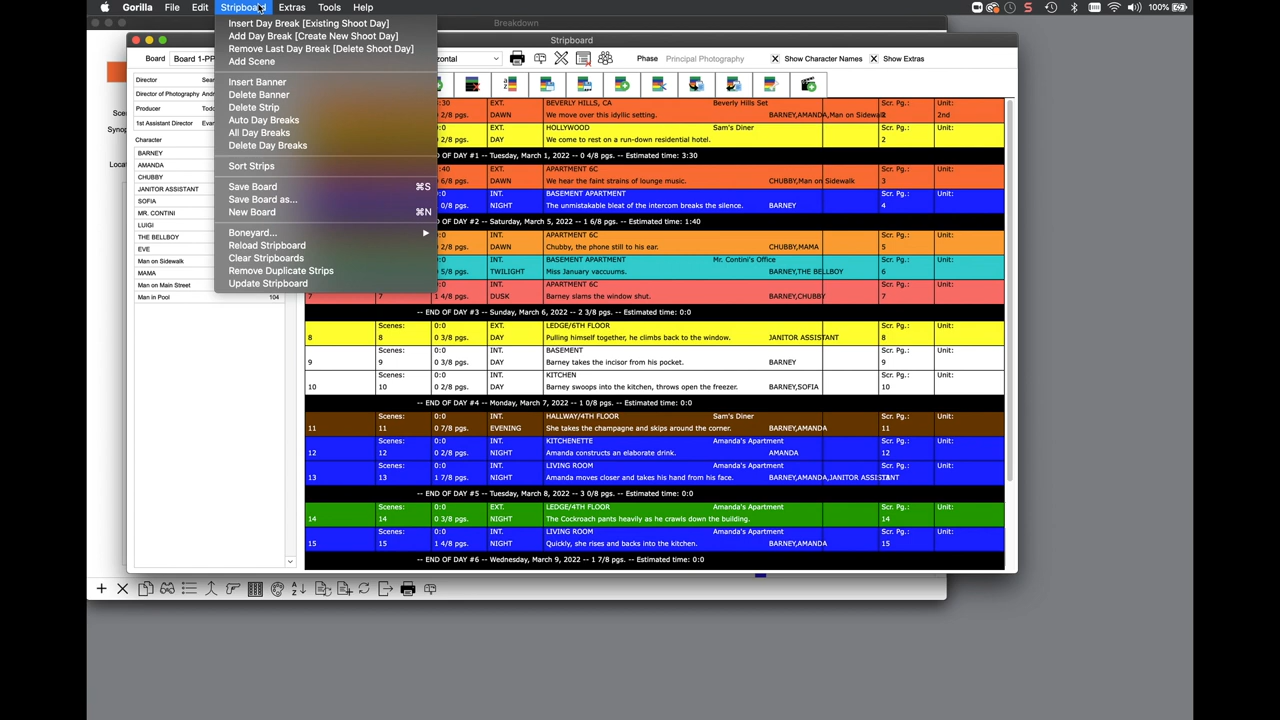 Gorilla File Edit Stripboard Extras Tools Help 100%
Breakdown
Stripboard
Board Board 1-PP
zontal
Phase Principal Photography
X Show Character Names X Show Extras
Insert Day Break [Existing Shoot Day]
Add Day Break [Create New Shoot Day]
Remove Last Day Break [Delete Shoot Day]
Add Scene
Insert Banner
Delete Banner
Delete Strip
Auto Day Breaks
All Day Breaks
Delete Day Breaks
Sort Strips
Save Board ⌘S
Save Board as...
New Board ⌘N
Boneyard...
Reload Stripboard
Clear Stripboards
Remove Duplicate Strips
Update Stripboard
Director Sea
Director of Photography And
Producer Todd
1st Assistant Director Evar
Character
BARNEY
AMANDA
CHUBBY
JANITOR ASSISTANT
SOFIA
MR. CONTINI
LUIGI
THE BELLBOY
EVE
Man on Sidewalk
MAMA
Man on Main Street
Man in Pool 104
Scen
Synop
Locat
:30 EXT. BEVERLY HILLS, CA Beverly Hills Set Scr. Pg.: Unit:
2/8 pgs. DAWN We move over this idyllic setting. BARNEY,AMANDA,Man on Sidewalk 2nd
EXT. HOLLYWOOD Sam's Diner Scr. Pg.: Unit:
2/8 pgs. DAY We come to rest on a run-down residential hotel. 2
END OF DAY #1 -- Tuesday, March 1, 2022 -- 0 4/8 pgs. -- Estimated time: 3:30
:40 EXT. APARTMENT 6C Scr. Pg.: Unit:
6/8 pgs. DAWN We hear the faint strains of lounge music. CHUBBY,Man on Sidewalk 3
INT. BASEMENT APARTMENT Scr. Pg.: Unit:
0 pgs. NIGHT The unmistakable bleat of the intercom breaks the silence. BARNEY 4
END OF DAY #2 -- Saturday, March 5, 2022 -- 1 6/8 pgs. -- Estimated time: 1:40
INT. APARTMENT 6C Scr. Pg.: Unit:
2/8 pgs. DAWN Chubby, the phone still to his ear. CHUBBY,MAMA 5
INT. BASEMENT APARTMENT Mr. Contini's Office Scr. Pg.: Unit:
5/8 pgs. TWILIGHT Miss January vaccuums. BARNEY,THE BELLBOY 6
INT. APARTMENT 6C Scr. Pg.: Unit:
7 7 1 4/8 pgs. DUSK Barney slams the window shut. BARNEY,CHUBBY 7
-- END OF DAY #3 -- Sunday, March 6, 2022 -- 2 3/8 pgs. -- Estimated time: 0:0
Scenes: 0:0 EXT. LEDGE/6TH FLOOR Scr. Pg.: Unit:
8 8 0 3/8 pgs. DAY Pulling himself together, he climbs back to the window. JANITOR ASSISTANT 8
Scenes: 0:0 INT. BASEMENT Scr. Pg.: Unit:
9 9 0 3/8 pgs. DAY Barney takes the incisor from his pocket. BARNEY 9
Scenes: 0:0 INT. KITCHEN Scr. Pg.: Unit:
10 10 0 2/8 pgs. DAY Barney swoops into the kitchen, throws open the freezer. BARNEY,SOFIA 10
-- END OF DAY #4 -- Monday, March 7, 2022 -- 1 0/8 pgs. -- Estimated time: 0:0
Scenes: 0:0 INT. HALLWAY/4TH FLOOR Sam's Diner Scr. Pg.: Unit:
11 11 0 7/8 pgs. EVENING She takes the champagne and skips around the corner. BARNEY,AMANDA 11
Scenes: 0:0 INT. KITCHENETTE Amanda's Apartment Scr. Pg.: Unit:
12 12 0 2/8 pgs. NIGHT Amanda constructs an elaborate drink. AMANDA 12
Scenes: 0:0 INT. LIVING ROOM Amanda's Apartment Scr. Pg.: Unit:
13 13 1 7/8 pgs. NIGHT Amanda moves closer and takes his hand from his face. BARNEY,AMANDA,JANITOR ASSISTANT
-- END OF DAY #5 -- Tuesday, March 8, 2022 -- 3 0/8 pgs. -- Estimated time: 0:0
Scenes: 0:0 EXT. LEDGE/4TH FLOOR Amanda's Apartment Scr. Pg.: Unit:
14 14 0 3/8 pgs. NIGHT The Cockroach pants heavily as he crawls down the building. 14
Scenes: 0:0 INT. LIVING ROOM Amanda's Apartment Scr. Pg.: Unit:
15 15 1 4/8 pgs. NIGHT Quickly, she rises and backs into the kitchen. BARNEY,AMANDA 15
-- END OF DAY #6 -- Wednesday, March 9, 2022 -- 1 7/8 pgs. -- Estimated time: 0:0